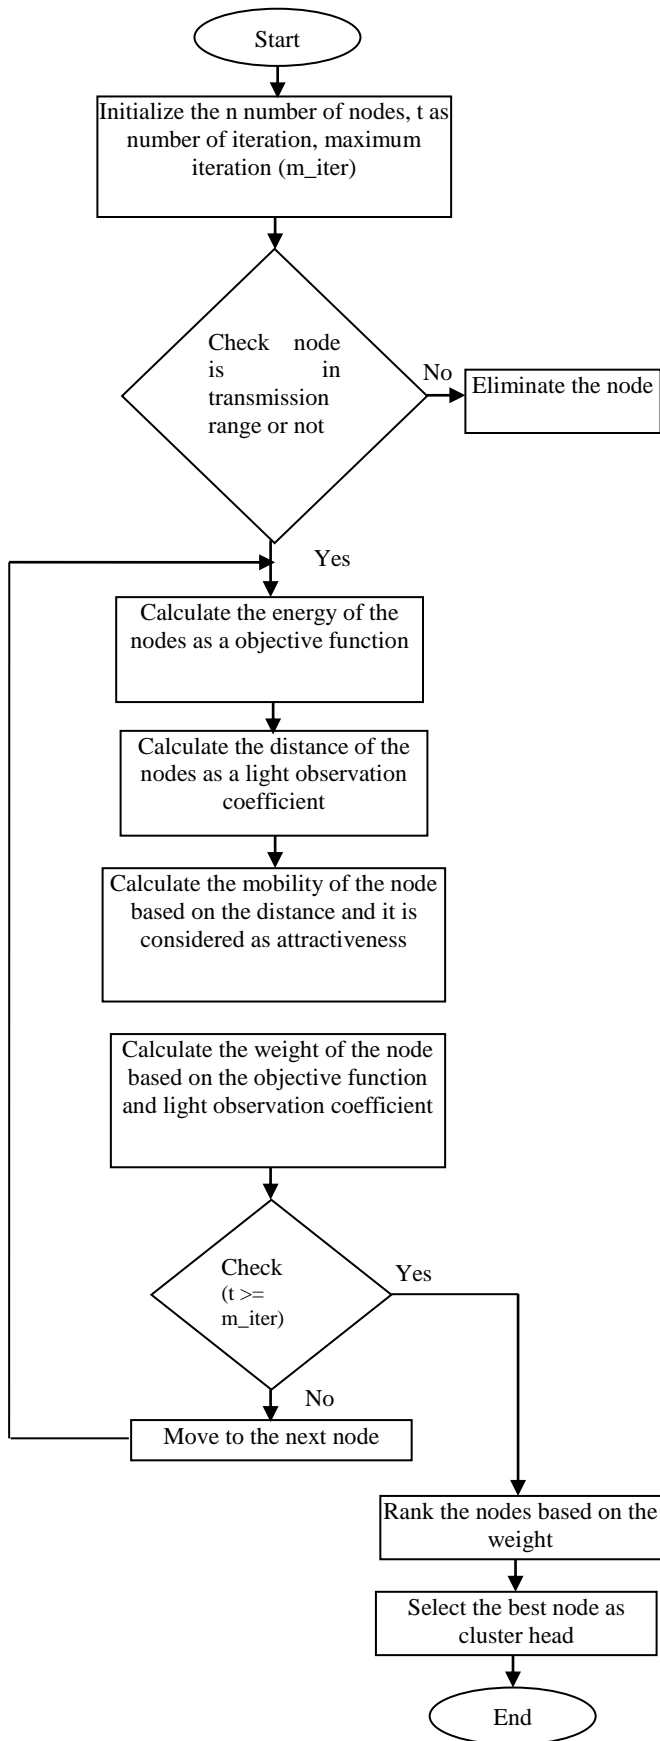 Start
Initialize the n number of nodes, t as
number of iteration, maximum
iteration (m_iter)
Check node
is in
transmission
range or not
No
Eliminate the node
Yes
Calculate the energy of the
nodes as a objective function
Calculate the distance of the
nodes as a light observation
coefficient
Calculate the mobility of the node
based on the distance and it is
considered as attractiveness
Calculate the weight of the node
based on the objective function
and light observation coefficient
Check
(t >=
m_iter)
Yes
No
Move to the next node
Rank the nodes based on the
weight
Select the best node as
cluster head
End